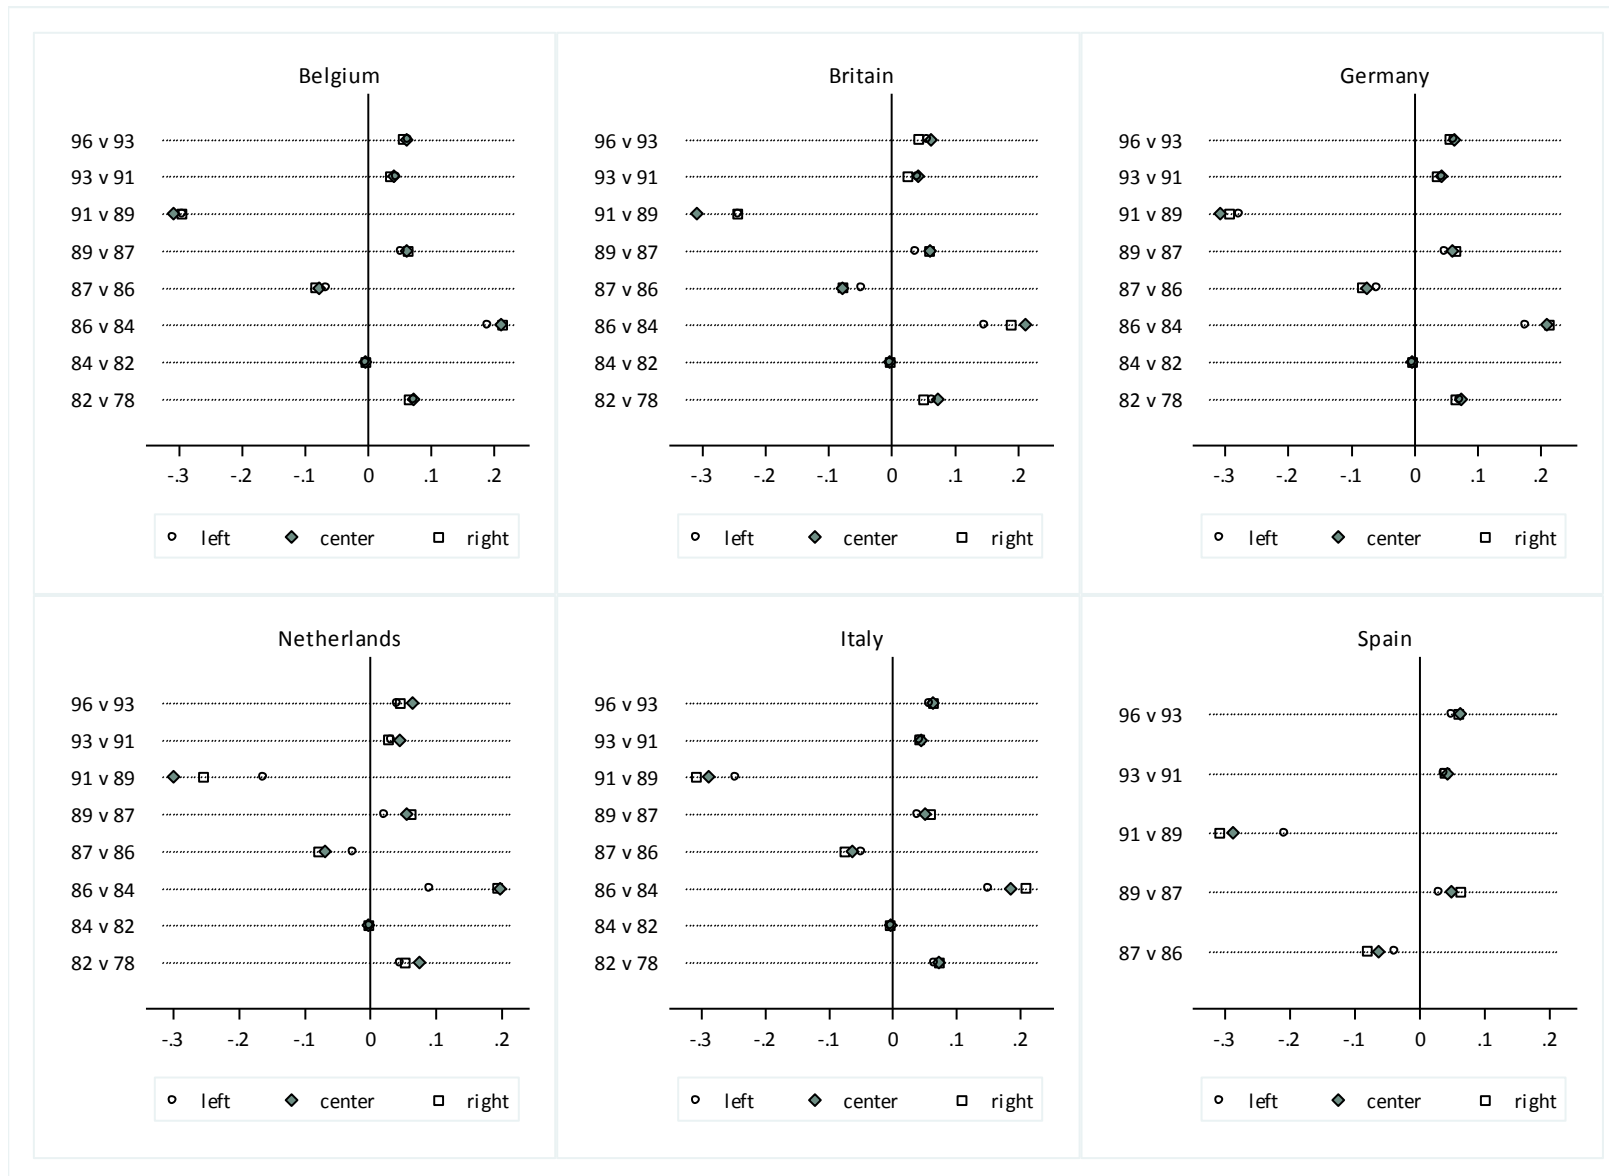 Belgium
96 v 93
93 v 91
91 v 89
89 v 87
87 v 86
86 v 84
84 v 82
82 v 78
-.3 -.2 -.1 0 .1 .2
left center right
Britain
96 v 93
93 v 91
91 v 89
89 v 87
87 v 86
86 v 84
84 v 82
82 v 78
-.3 -.2 -.1 0 .1 .2
left center right
Germany
96 v 93
93 v 91
91 v 89
89 v 87
87 v 86
86 v 84
84 v 82
82 v 78
-.3 -.2 -.1 0 .1 .2
left center right
Netherlands
96 v 93
93 v 91
91 v 89
89 v 87
87 v 86
86 v 84
84 v 82
82 v 78
-.3 -.2 -.1 0 .1 .2
left center right
Italy
96 v 93
93 v 91
91 v 89
89 v 87
87 v 86
86 v 84
84 v 82
82 v 78
-.3 -.2 -.1 0 .1 .2
left center right
Spain
96 v 93
93 v 91
91 v 89
89 v 87
87 v 86
-.3 -.2 -.1 0 .1 .2
left center right